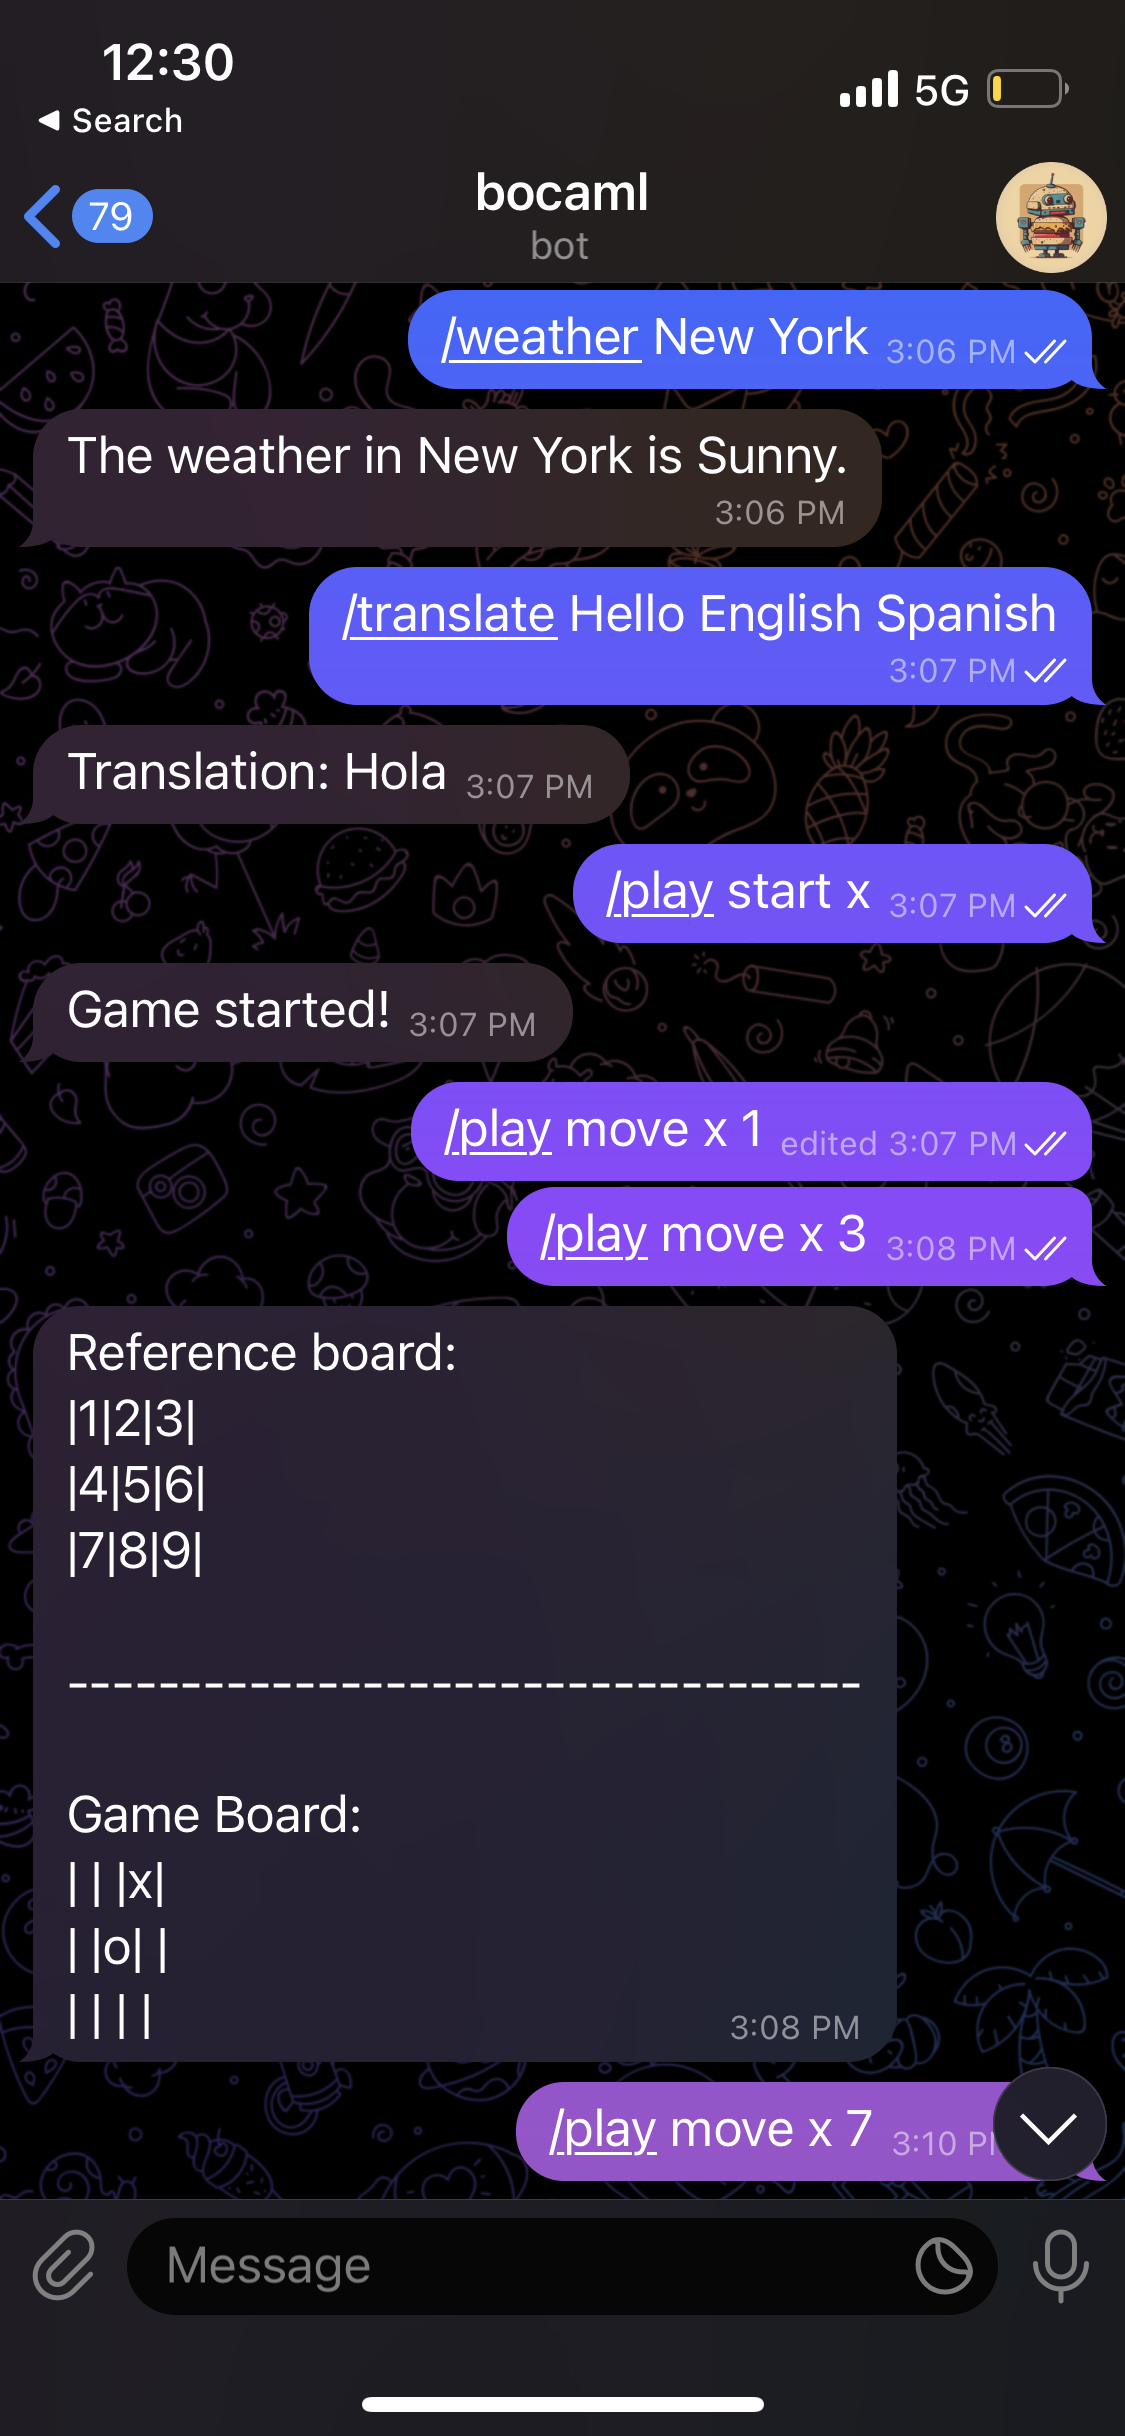 12:30
◀ Search
5G
79
bocaml
bot
/weather New York 3:06 PM
The weather in New York is Sunny.
3:06 PM
/translate Hello English Spanish
3:07 PM
Translation: Hola 3:07 PM
/play start x 3:07 PM
Game started! 3:07 PM
/play move x 1 edited 3:07 PM
/play move x 3 3:08 PM
Reference board:
|1|2|3|
|4|5|6|
|7|8|9|
-----------------------------------
Game Board:
| | |x|
| |o| |
| | | |
3:08 PM
/play move x 7 3:10 P
Message